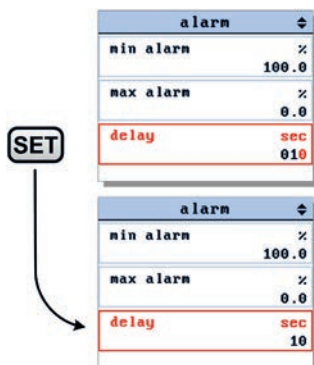 alarm
min alarm %
100.0
max alarm %
0.0
delay sec
010
SET
alarm
min alarm %
100.0
max alarm %
0.0
delay sec
10